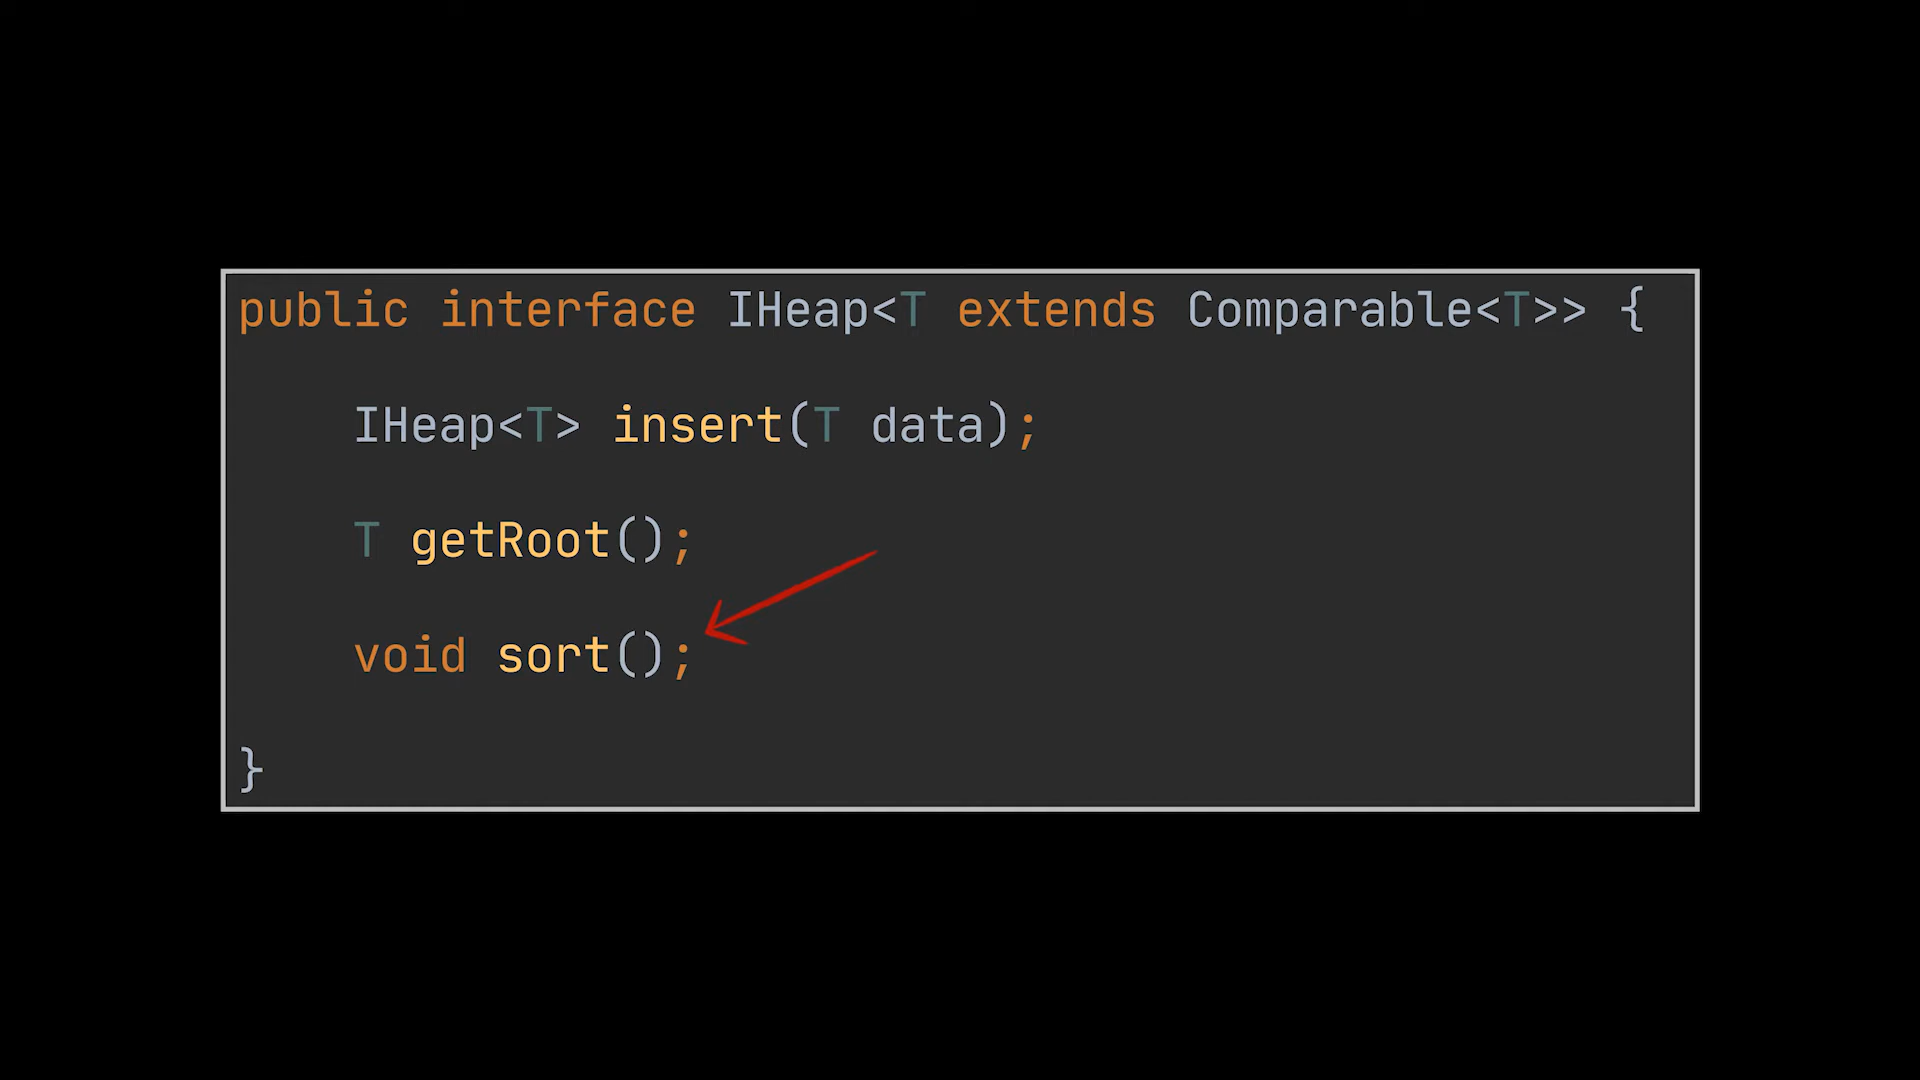 public interface IHeap<T extends Comparable<T>> {
IHeap<T> insert(T data);
T getRoot();
void sort();
}